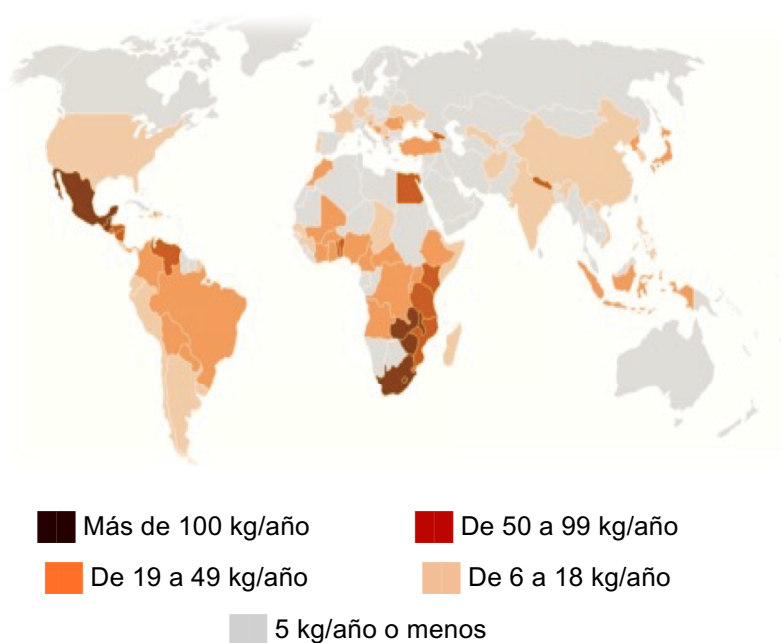 Más de 100 kg/año
De 50 a 99 kg/año
De 19 a 49 kg/año
De 6 a 18 kg/año
5 kg/año o menos